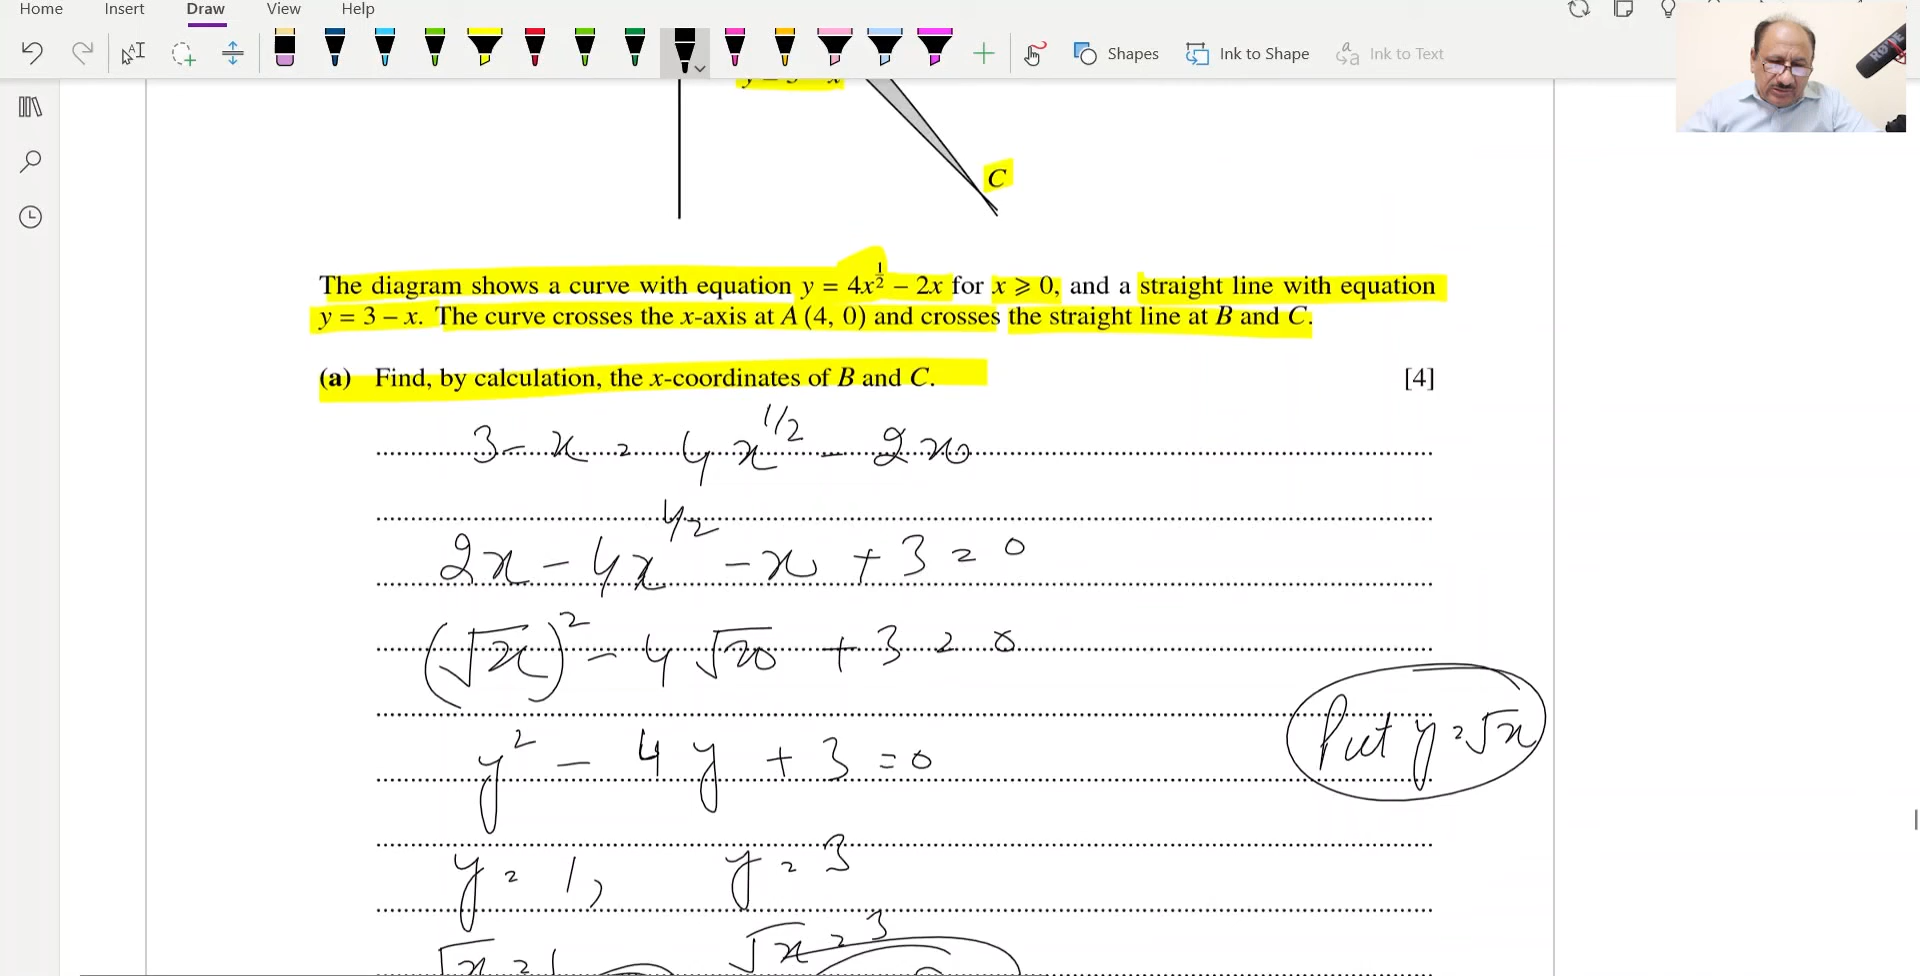 Home Insert Draw View Help
Shapes Ink to Shape Ink to Text
RØDE
C
The diagram shows a curve with equation y = 4x^½ – 2x for x ⩾ 0, and a straight line with equation
y = 3 – x. The curve crosses the x-axis at A (4, 0) and crosses the straight line at B and C.
(a) Find, by calculation, the x-coordinates of B and C. [4]
3 – x = 4x^1/2 – 2x
2x – 4x^1/2 – x + 3 = 0
(√x)² – 4√x + 3 = 0
Put y = √x
y² – 4y + 3 = 0
y = 1, y = 3
√x = 1 √x = 3